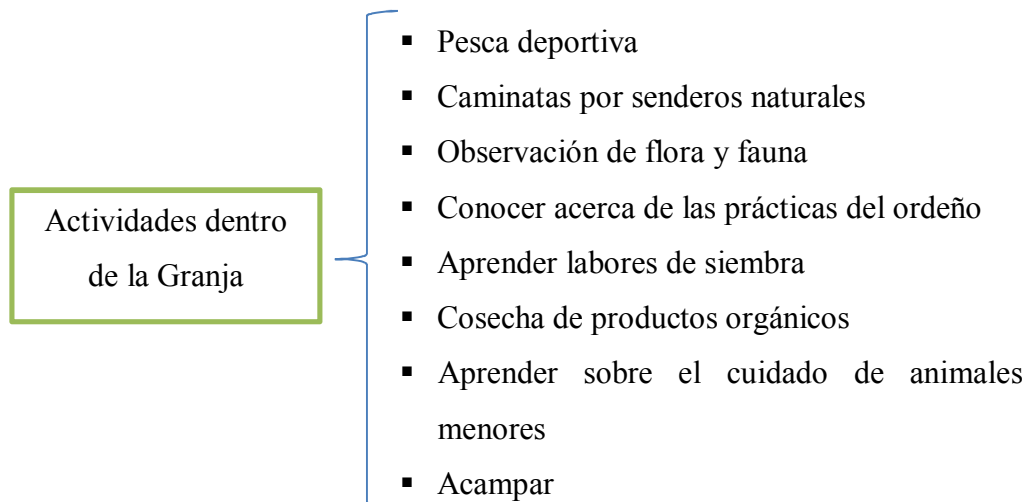 Actividades dentro
de la Granja
▪ Pesca deportiva
▪ Caminatas por senderos naturales
▪ Observación de flora y fauna
▪ Conocer acerca de las prácticas del ordeño
▪ Aprender labores de siembra
▪ Cosecha de productos orgánicos
▪ Aprender sobre el cuidado de animales
menores
▪ Acampar